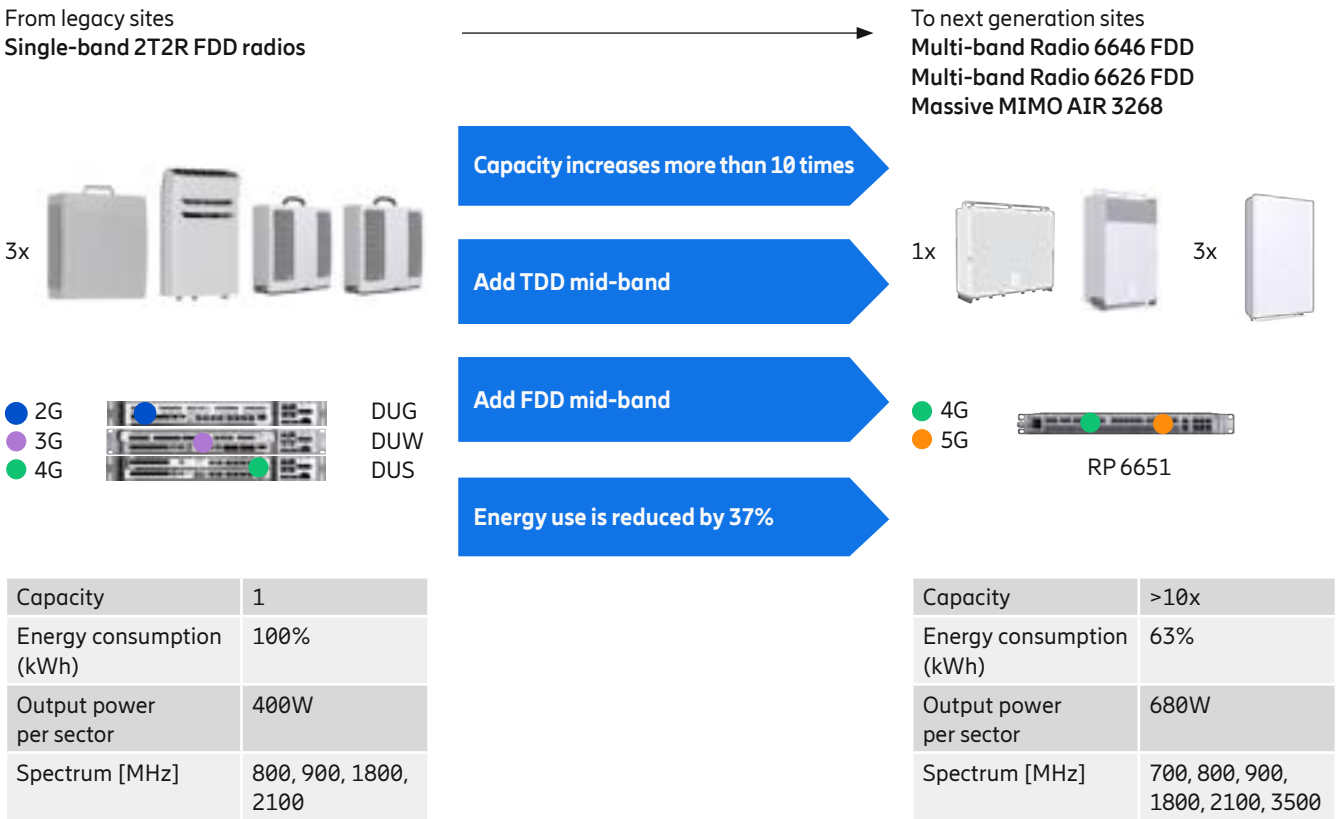 From legacy sites
Single-band 2T2R FDD radios
To next generation sites
Multi-band Radio 6646 FDD
Multi-band Radio 6626 FDD
Massive MIMO AIR 3268
Capacity increases more than 10 times
Add TDD mid-band
Add FDD mid-band
Energy use is reduced by 37%
3x
1x
3x
2G
3G
4G
DUG
DUW
DUS
4G
5G
RP 6651
Capacity 1
Energy consumption 100%
(kWh)
Output power 400W
per sector
Spectrum [MHz] 800, 900, 1800,
2100
Capacity >10x
Energy consumption 63%
(kWh)
Output power 680W
per sector
Spectrum [MHz] 700, 800, 900,
1800, 2100, 3500